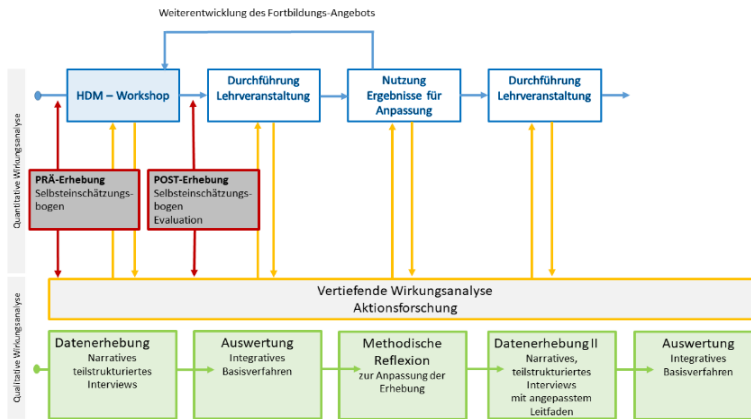 Weiterentwicklung des Fortbildungs-Angebots
Quantitative Wirkungsanalyse
HDM – Workshop
Durchführung
Lehrveranstaltung
Nutzung
Ergebnisse für
Anpassung
Durchführung
Lehrveranstaltung
PRÄ-Erhebung
Selbsteinschätzungs-
bogen
POST-Erhebung
Selbsteinschätzungs-
bogen
Evaluation
Vertiefende Wirkungsanalyse
Aktionsforschung
Qualitative Wirkungsanalyse
Datenerhebung
Narratives
teilstrukturiertes
Interviews
Auswertung
Integratives
Basisverfahren
Methodische
Reflexion
zur Anpassung der
Erhebung
Datenerhebung II
Narratives,
teilstrukturiertes
Interviews
mit angepasstem
Leitfaden
Auswertung
Integratives
Basisverfahren